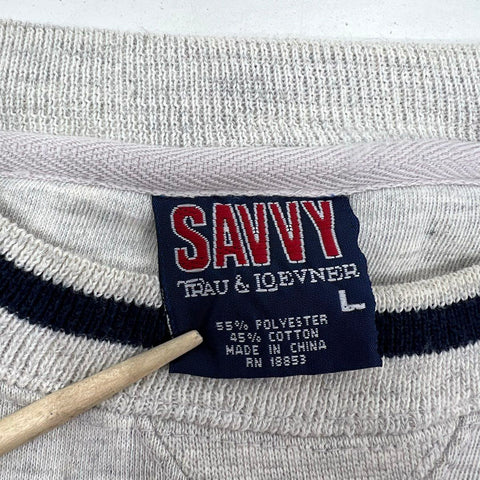 SAVVY
TRAU & LOEVNER
L
55% POLYESTER
45% COTTON
MADE IN CHINA
RN 18853